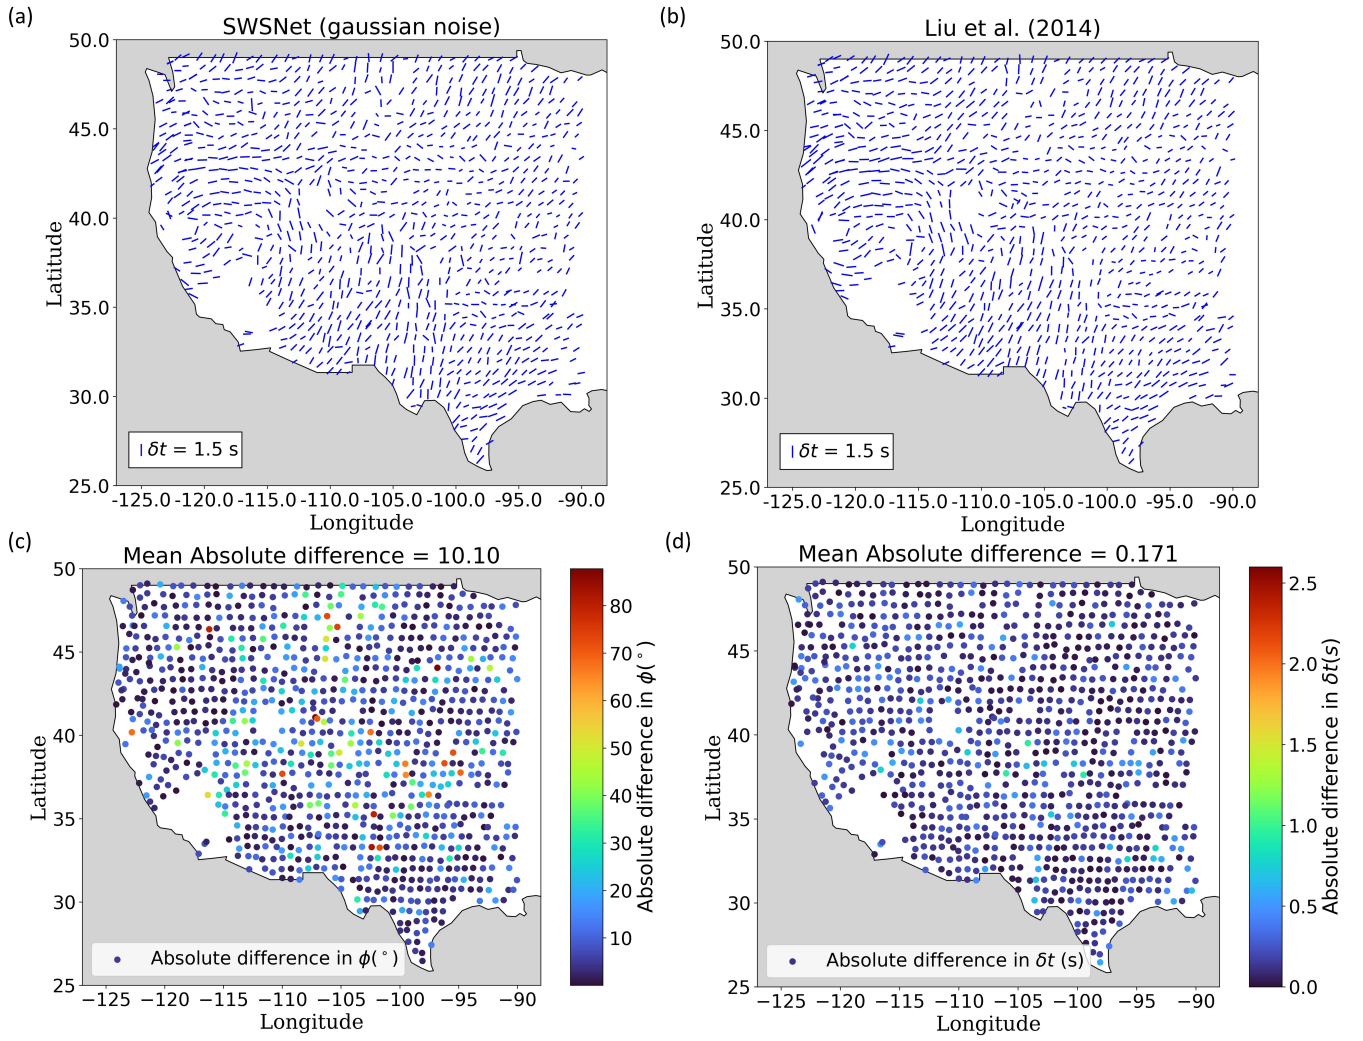 (a)
SWSNet (gaussian noise)
50.0
45.0
40.0
35.0
30.0
25.0
Latitude
δt = 1.5 s
-125.0 -120.0 -115.0 -110.0 -105.0 -100.0 -95.0 -90.0
Longitude
(b)
Liu et al. (2014)
50.0
45.0
40.0
35.0
30.0
25.0
Latitude
δt = 1.5 s
-125.0 -120.0 -115.0 -110.0 -105.0 -100.0 -95.0 -90.0
Longitude
(c)
Mean Absolute difference = 10.10
50
45
40
35
30
25
Latitude
Absolute difference in ϕ(°)
−125 −120 −115 −110 −105 −100 −95 −90
Longitude
80
70
60
50
40
30
20
10
Absolute difference in ϕ(°)
(d)
Mean Absolute difference = 0.171
50
45
40
35
30
25
Latitude
Absolute difference in δt (s)
−125 −120 −115 −110 −105 −100 −95 −90
Longitude
2.5
2.0
1.5
1.0
0.5
0.0
Absolute difference in δt(s)